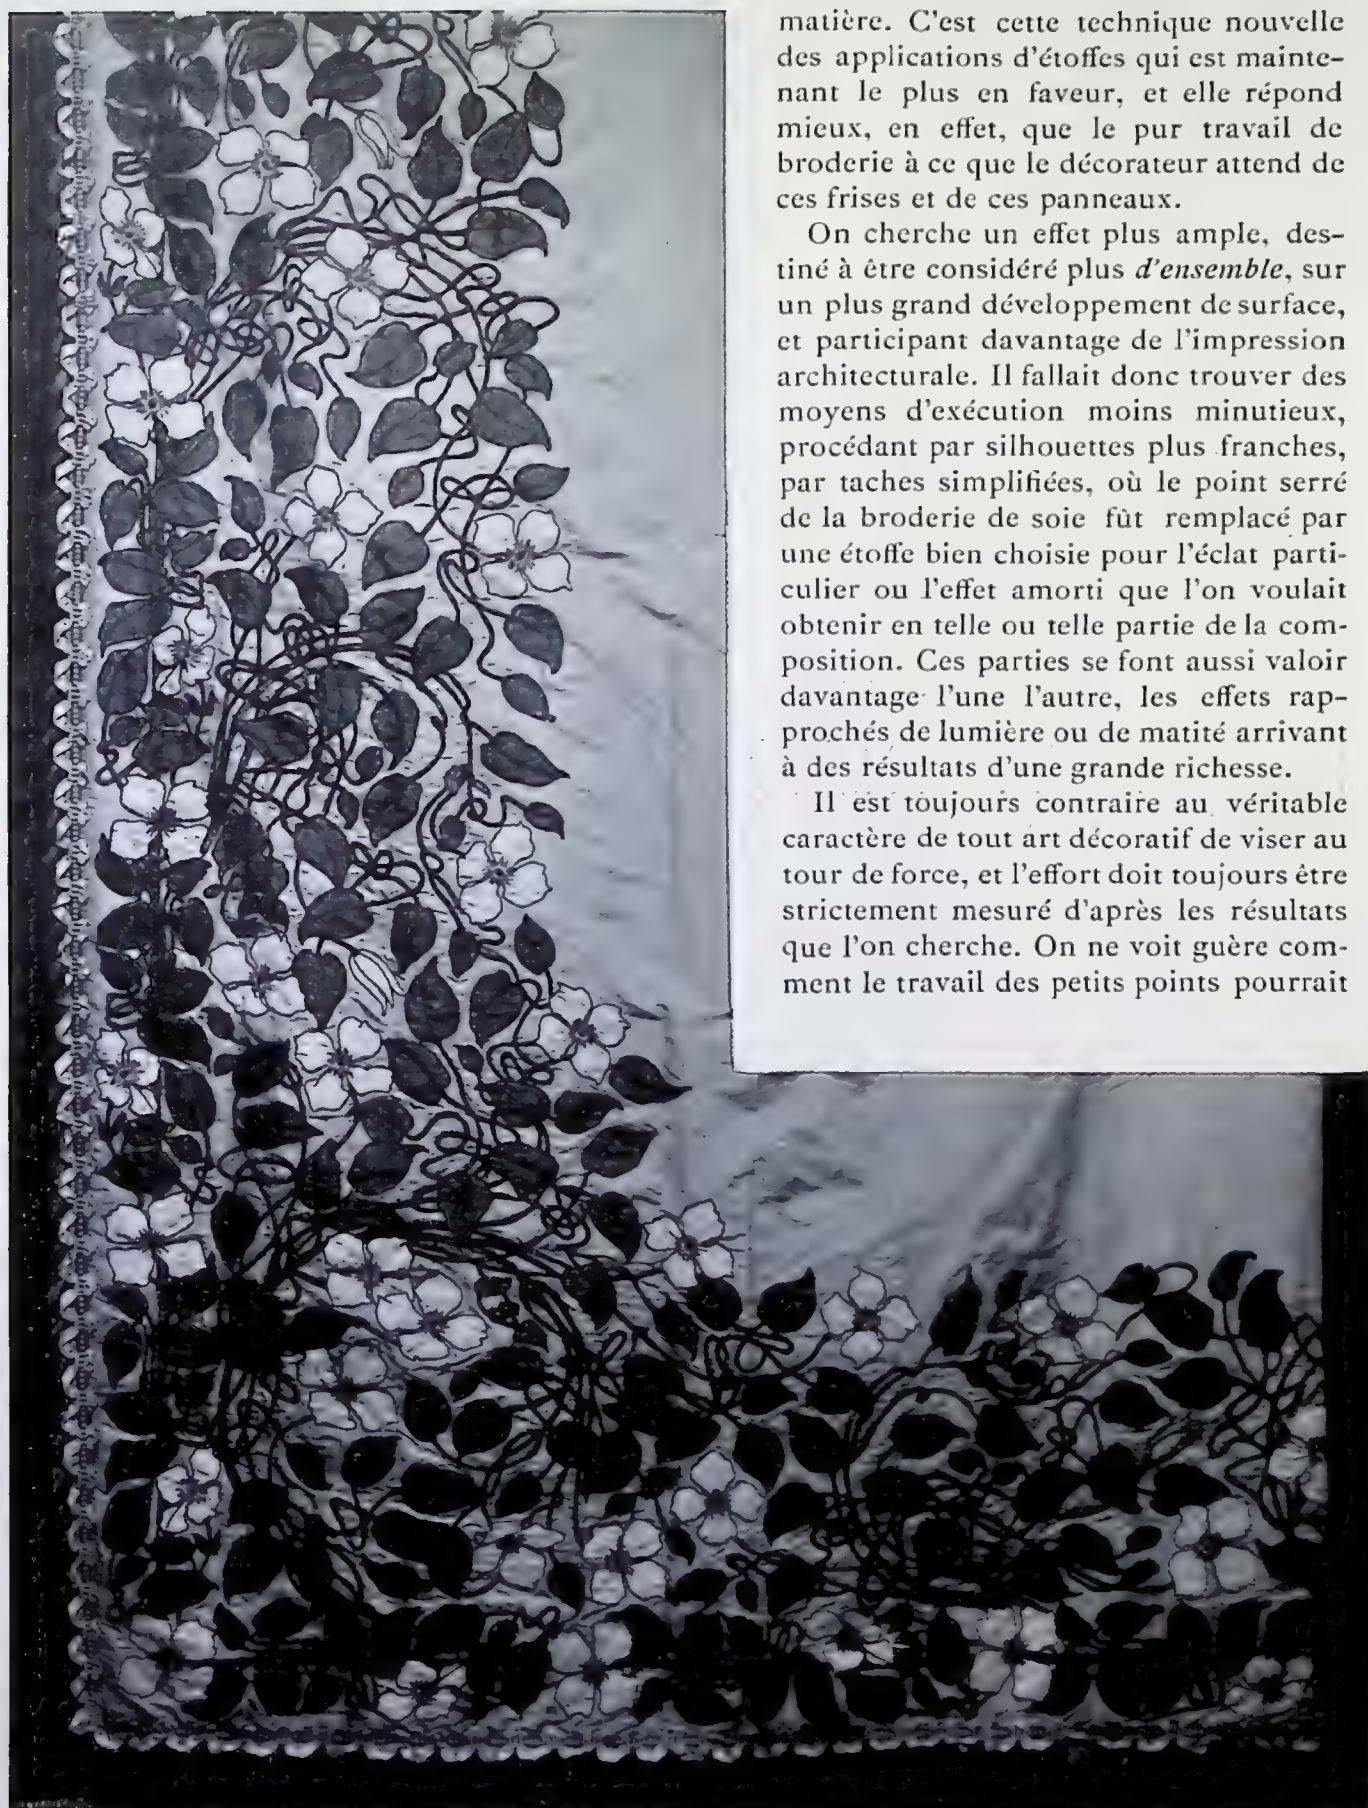 matière. C'est cette technique nouvelle
des applications d'étoffes qui est mainte-
nant le plus en faveur, et elle répond
mieux, en effet, que le pur travail de
broderie à ce que le décorateur attend de
ces frises et de ces panneaux.
On cherche un effet plus ample, des-
tiné à être considéré plus d'ensemble, sur
un plus grand développement de surface,
et participant davantage de l'impression
architecturale. Il fallait donc trouver des
moyens d'exécution moins minutieux,
procédant par silhouettes plus franches,
par taches simplifiées, où le point serré
de la broderie de soie fût remplacé par
une étoffe bien choisie pour l'éclat parti-
culier ou l'effet amorti que l'on voulait
obtenir en telle ou telle partie de la com-
position. Ces parties se font aussi valoir
davantage l'une l'autre, les effets rap-
prochés de lumière ou de matité arrivant
à des résultats d'une grande richesse.
Il est toujours contraire au véritable
caractère de tout art décoratif de viser au
tour de force, et l'effort doit toujours être
strictement mesuré d'après les résultats
que l'on cherche. On ne voit guère com-
ment le travail des petits points pourrait